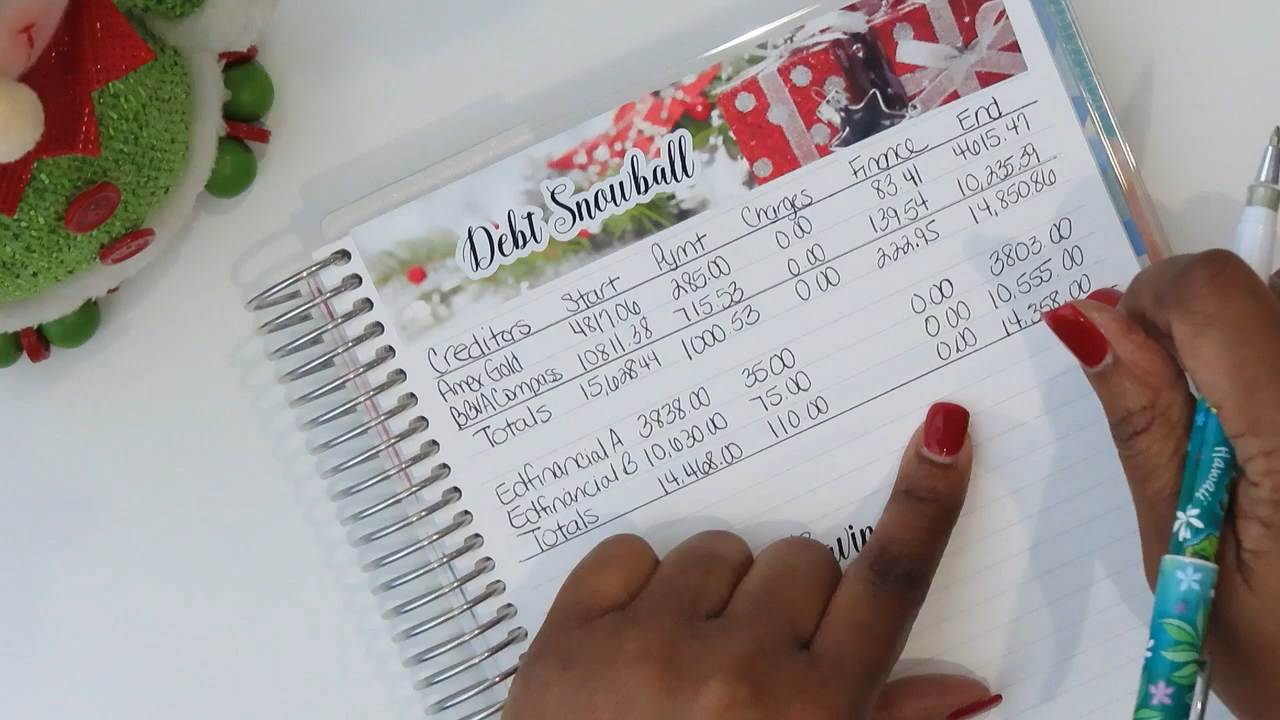 Debt Snowball
Creditors Start Pymt Charges Finance End
Amex Gold 4817.06 285.00 0.00 83.41 4615.47
BBVA Compass 10811.38 715.53 0.00 139.54 10,235.39
Totals 15,628.44 1000.53 0.00 222.95 14,850.86
Edfinancial A 3838.00 35.00 0.00 3803.00
Edfinancial B 10,630.00 75.00 0.00 10,555.00
Totals 14,468.00 110.00 0.00 14,358.00
Hawaii